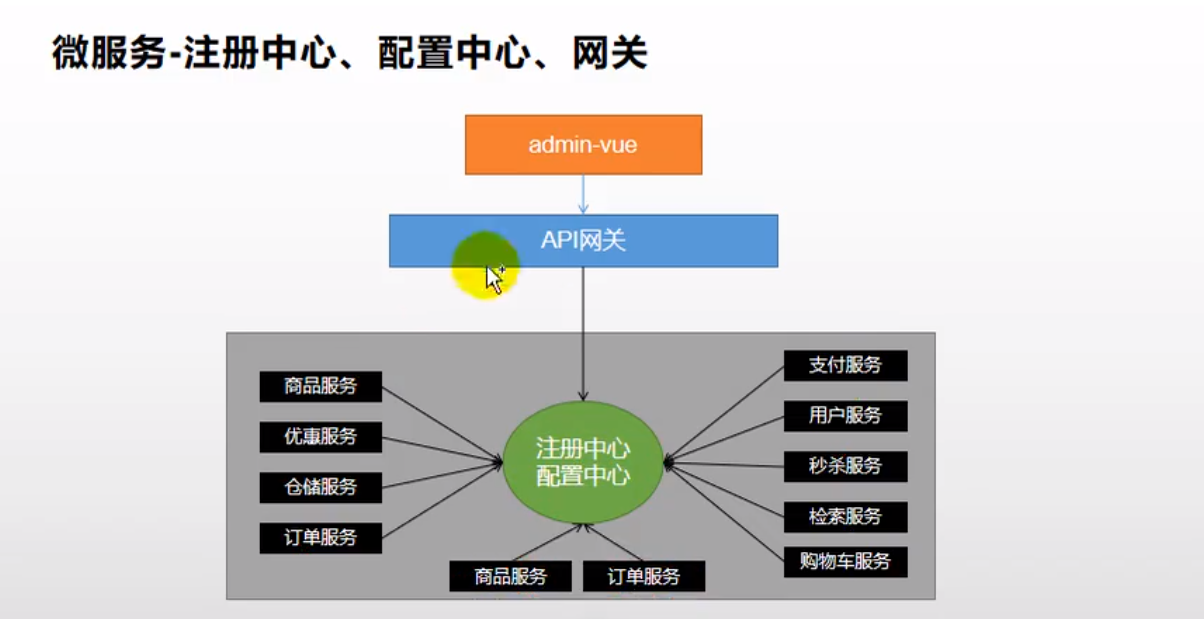 微服务-注册中心、配置中心、网关
admin-vue
API网关
商品服务
优惠服务
仓储服务
订单服务
注册中心
配置中心
支付服务
用户服务
秒杀服务
检索服务
购物车服务
商品服务
订单服务